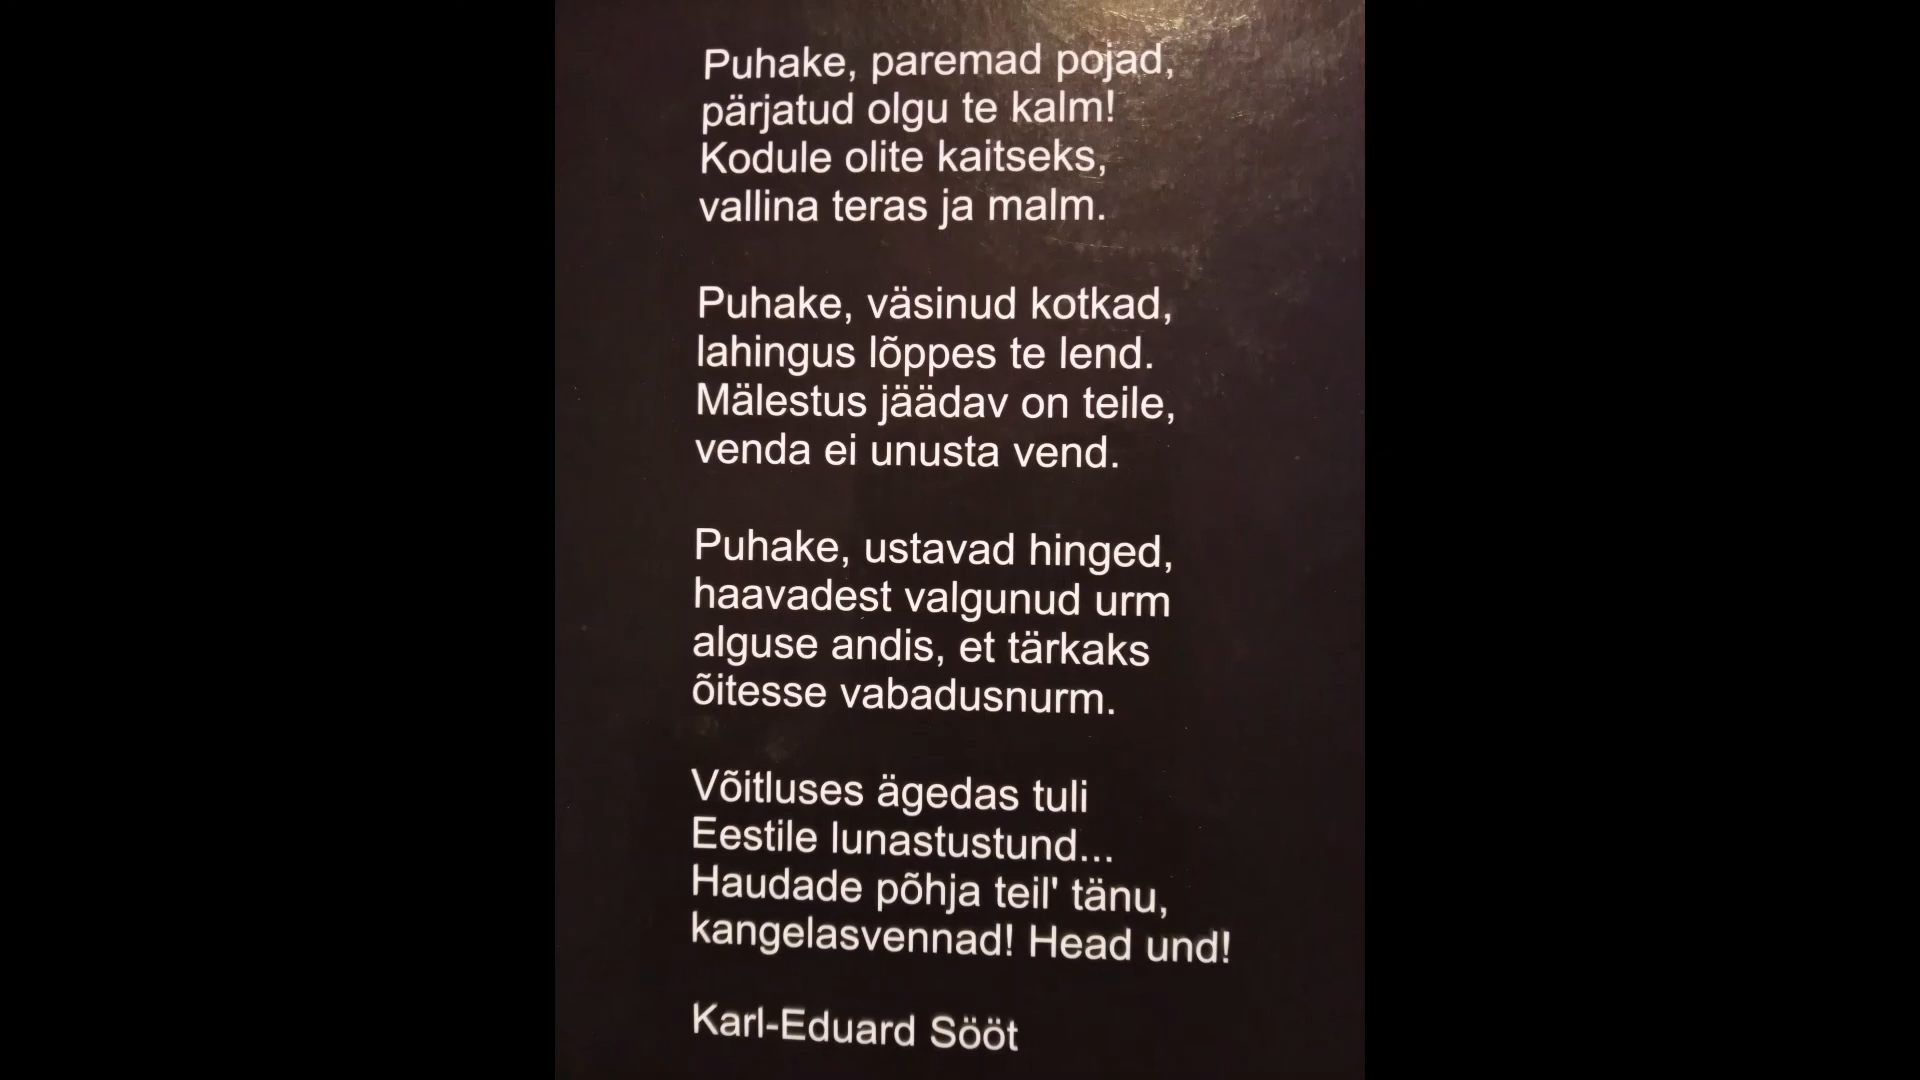 Puhake, paremad pojad,
pärjatud olgu te kalm!
Kodule olite kaitseks,
vallina teras ja malm.
Puhake, väsinud kotkad,
lahingus lõppes te lend.
Mälestus jäädav on teile,
venda ei unusta vend.
Puhake, ustavad hinged,
haavadest valgunud urm
alguse andis, et tärkaks
õitesse vabadusnurm.
Võitluses ägedas tuli
Eestile lunastustund...
Haudade põhja teil' tänu,
kangelasvennad! Head und!
Karl-Eduard Sööt